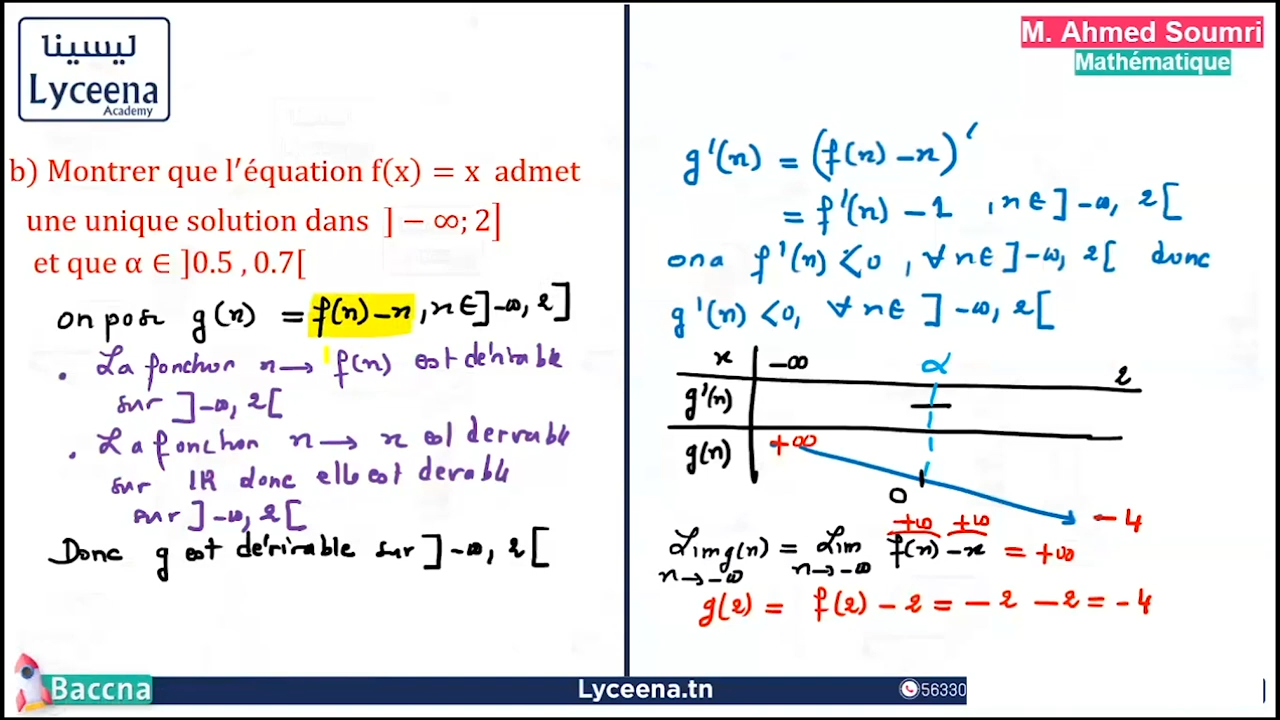 ليسينا
Lyceena
Academy
b) Montrer que l'équation f(x) = x admet
une unique solution dans ]−∞; 2]
et que α ∈ ]0.5 , 0.7[
on pose g(x) = f(x) – x , x ∈ ]-∞, 2]
. La fonction x → f(x) est dérivable
sur ]-∞, 2[
. La fonction x → x est dervable
sur IR donc elle est derable
sur ]-∞, 2[
Donc g est dérivable sur ]-∞, 2[
M. Ahmed Soumri
Mathématique
g'(x) = (f(x) – x)'
= f'(x) – 1 , x ∈ ]-∞, 2[
on a f'(x) < 0 , ∀ x ∈ ]-∞, 2[ donc
g'(x) < 0, ∀ x ∈ ]-∞, 2[
x -∞ α 2
g'(x) –
g(x) +∞ 0 -4
+∞ +∞
Lim g(x) = Lim f(x) – x = +∞
x → -∞ x → -∞
g(2) = f(2) – 2 = – 2 – 2 = – 4
Baccna
Lyceena.tn
56330